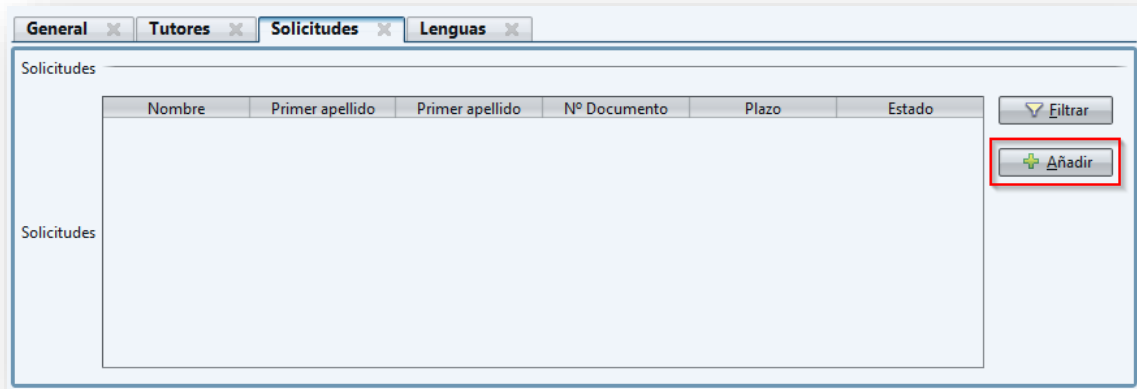 General Tutores Solicitudes Lenguas
Solicitudes
Nombre Primer apellido Primer apellido Nº Documento Plazo Estado
Filtrar
Añadir
Solicitudes